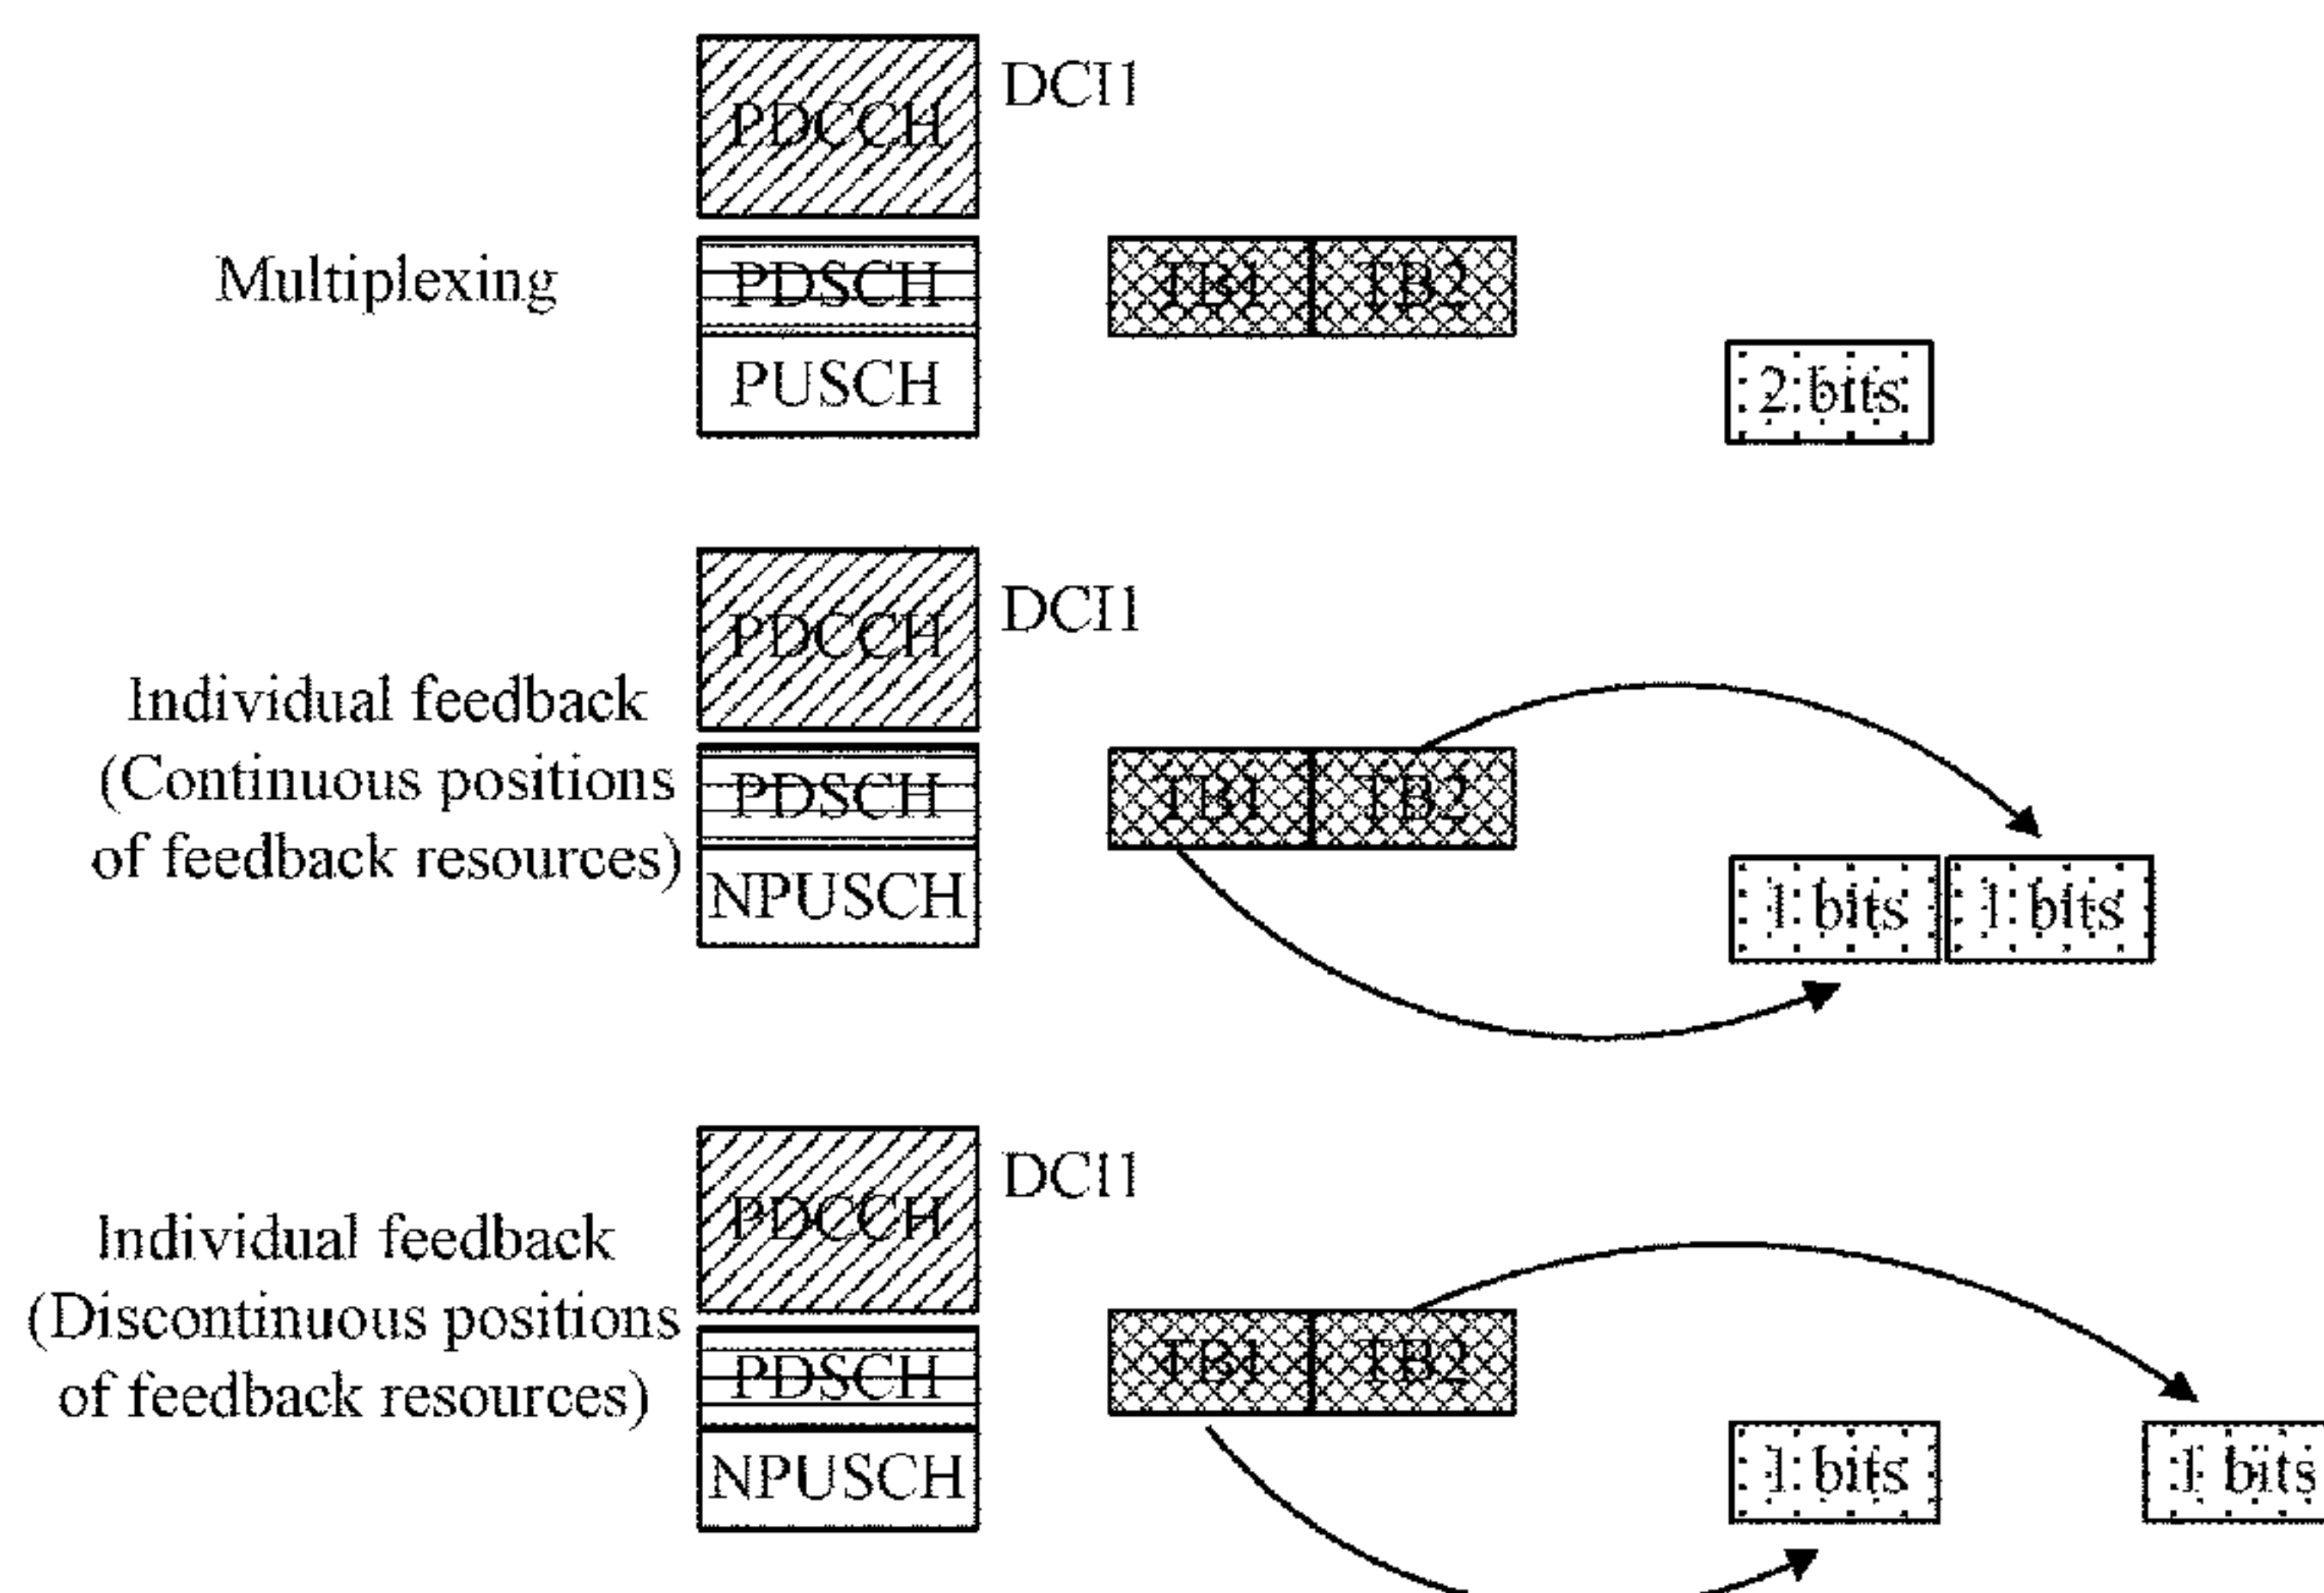 PDCCH
DCI1
Multiplexing
PDSCH
TB1 TB2
PUSCH
2 bits
PDCCH
DCI1
Individual feedback
(Continuous positions
of feedback resources)
PDSCH
TB1 TB2
NPUSCH
1 bits 1 bits
PDCCH
DCI1
Individual feedback
(Discontinuous positions
of feedback resources)
PDSCH
TB1 TB2
NPUSCH
1 bits 1 bits